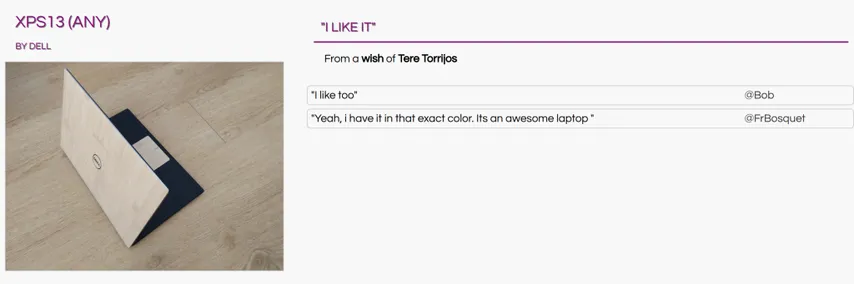 XPS13 (ANY)
BY DELL
"I LIKE IT"
From a wish of Tere Torrijos
"I like too" @Bob
"Yeah, i have it in that exact color. Its an awesome laptop " @FrBosquet